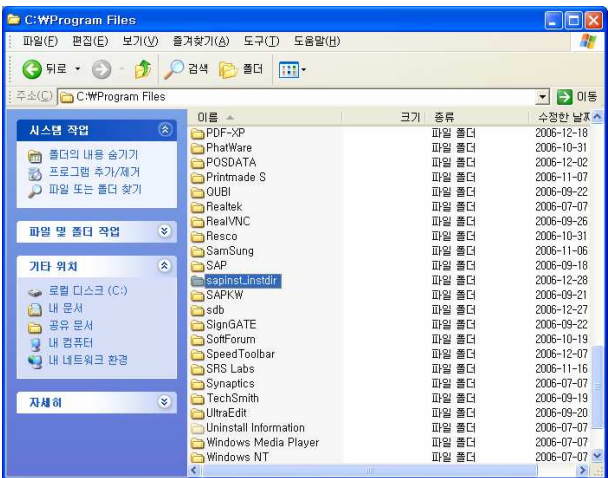 C:₩Program Files
파일(F) 편집(E) 보기(V) 즐겨찾기(A) 도구(T) 도움말(H)
뒤로 검색 폴더
주소(C) C:₩Program Files 이동
이름 크기 종류 수정한 날짜
시스템 작업
폴더의 내용 숨기기
프로그램 추가/제거
파일 또는 폴더 찾기
파일 및 폴더 작업
기타 위치
로컬 디스크 (C:)
내 문서
공유 문서
내 컴퓨터
내 네트워크 환경
자세히
PDF-XP 파일 폴더 2006-12-18
PhatWare 파일 폴더 2006-10-31
POSDATA 파일 폴더 2006-12-02
Printmade S 파일 폴더 2006-11-07
QUBI 파일 폴더 2006-09-22
Realtek 파일 폴더 2006-07-07
RealVNC 파일 폴더 2006-09-26
Resco 파일 폴더 2006-10-31
SamSung 파일 폴더 2006-11-06
SAP 파일 폴더 2006-09-18
sapinst_instdir 파일 폴더 2006-12-28
SAPKW 파일 폴더 2006-09-21
sdb 파일 폴더 2006-12-27
SignGATE 파일 폴더 2006-09-22
SoftForum 파일 폴더 2006-10-19
SpeedToolbar 파일 폴더 2006-12-07
SRS Labs 파일 폴더 2006-11-16
Synaptics 파일 폴더 2006-07-07
TechSmith 파일 폴더 2006-09-19
UltraEdit 파일 폴더 2006-09-20
Uninstall Information 파일 폴더 2006-07-07
Windows Media Player 파일 폴더 2006-07-07
Windows NT 파일 폴더 2006-07-07